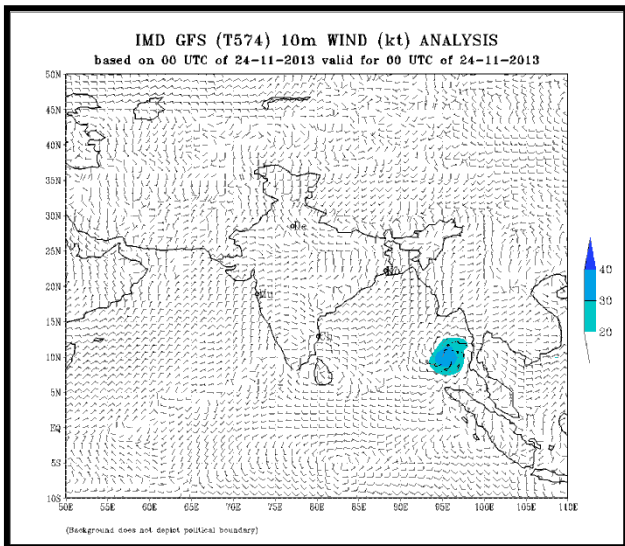 IMD GFS (T574) 10m WIND (kt) ANALYSIS
based on 00 UTC of 24-11-2013 valid for 00 UTC of 24-11-2013
50N
45N
40N
35N
30N
25N
20N
15N
10N
5N
EQ
5S
10S
50E 55E 60E 65E 70E 75E 80E 85E 90E 95E 100E 105E 110E
40
30
20
(Background does not depict political boundary)